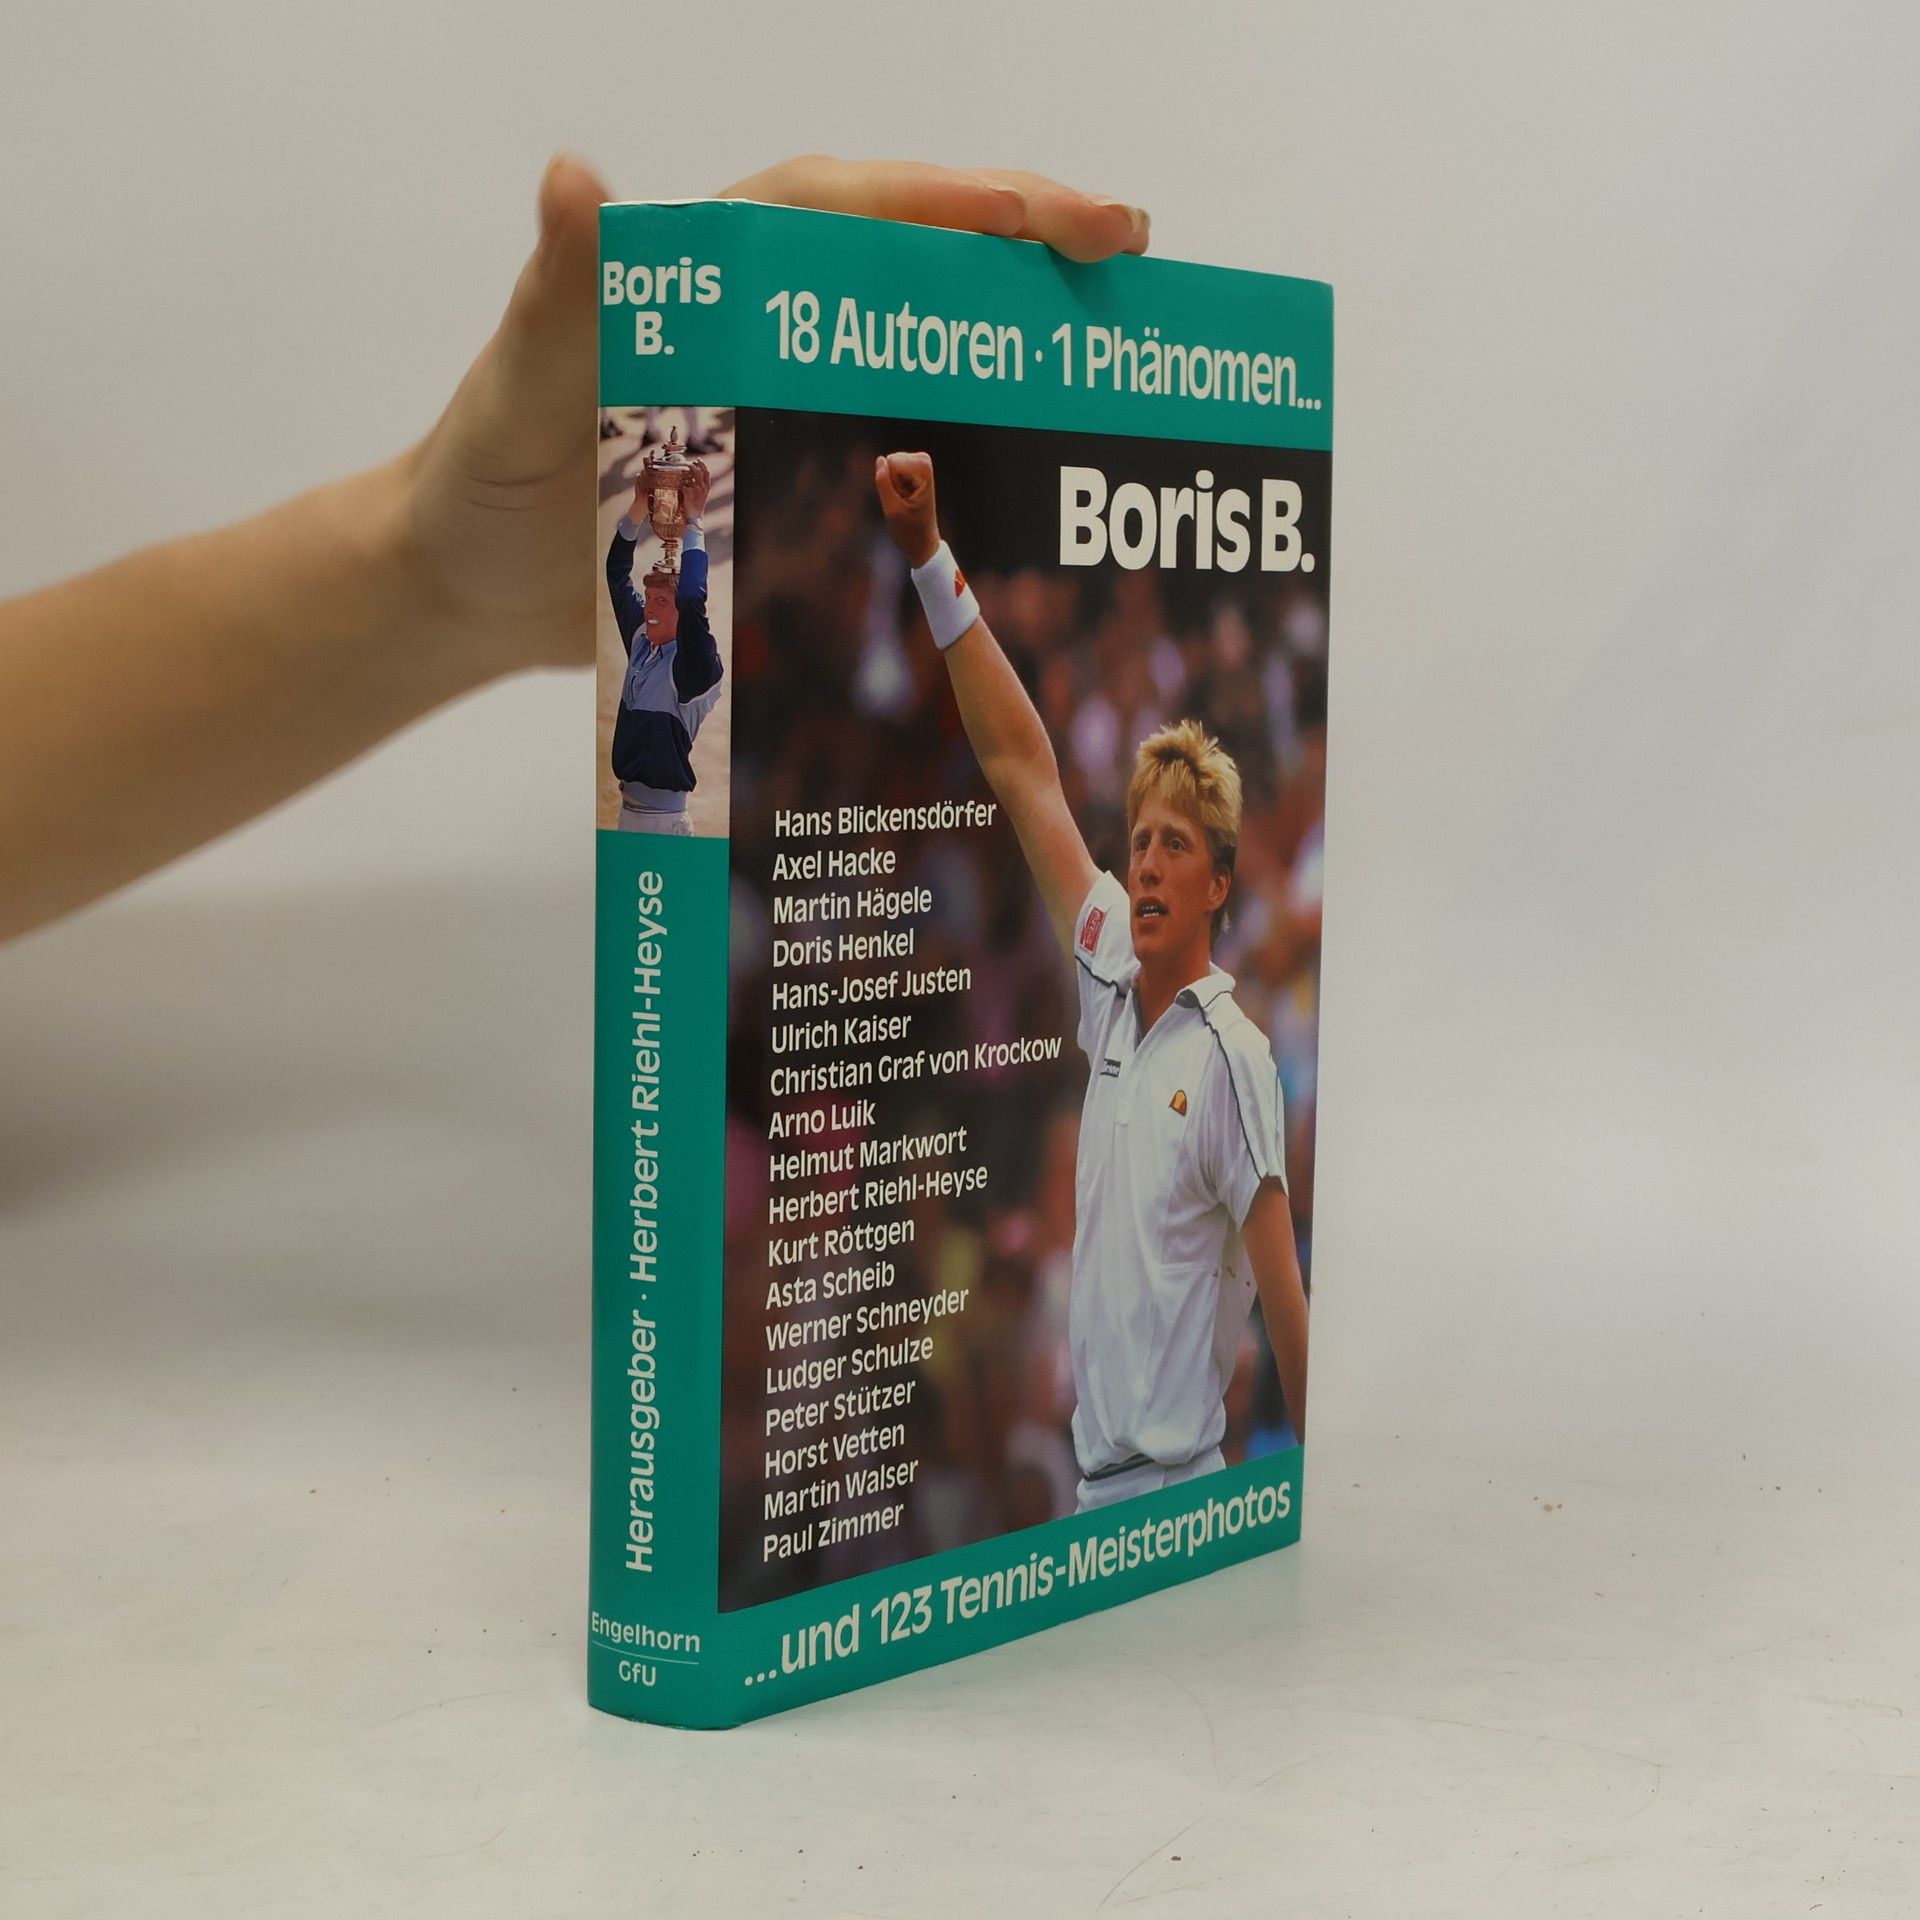 Boris
B.
Herausgeber · Herbert Riehl-Heyse
Engelhorn
GfU
18 Autoren · 1 Phänomen...
Boris B.
Hans Blickensdörfer
Axel Hacke
Martin Hägele
Doris Henkel
Hans-Josef Justen
Ulrich Kaiser
Christian Graf von Krockow
Arno Luik
Helmut Markwort
Herbert Riehl-Heyse
Kurt Röttgen
Asta Scheib
Werner Schneyder
Ludger Schulze
Peter Stützer
Horst Vetten
Martin Walser
Paul Zimmer
...und 123 Tennis-Meisterphotos